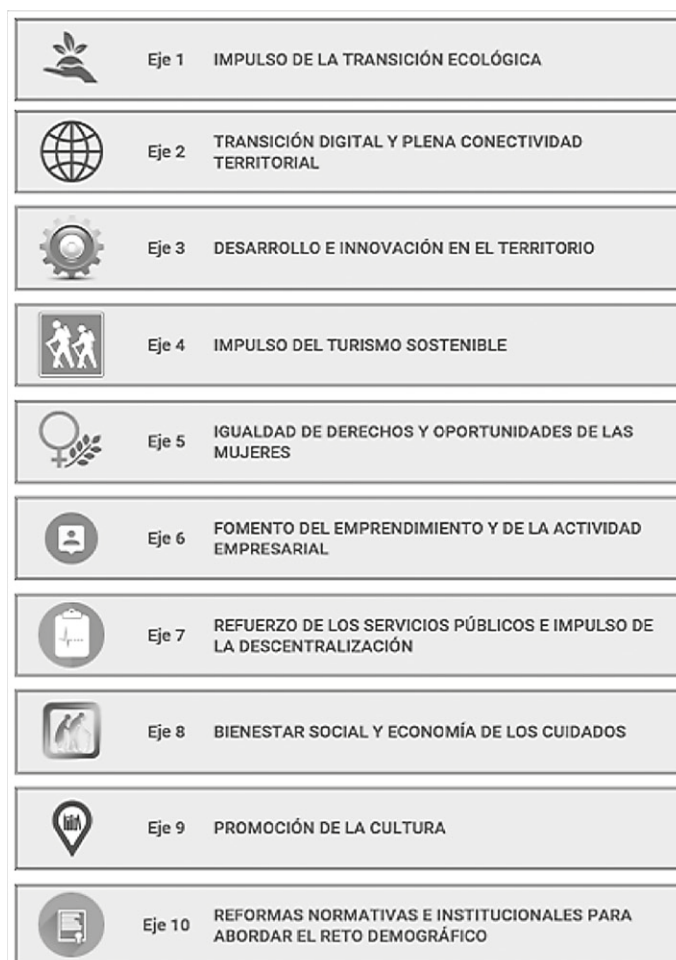 Eje 1 IMPULSO DE LA TRANSICIÓN ECOLÓGICA
Eje 2 TRANSICIÓN DIGITAL Y PLENA CONECTIVIDAD
TERRITORIAL
Eje 3 DESARROLLO E INNOVACIÓN EN EL TERRITORIO
Eje 4 IMPULSO DEL TURISMO SOSTENIBLE
Eje 5 IGUALDAD DE DERECHOS Y OPORTUNIDADES DE LAS
MUJERES
Eje 6 FOMENTO DEL EMPRENDIMIENTO Y DE LA ACTIVIDAD
EMPRESARIAL
Eje 7 REFUERZO DE LOS SERVICIOS PÚBLICOS E IMPULSO DE
LA DESCENTRALIZACIÓN
Eje 8 BIENESTAR SOCIAL Y ECONOMÍA DE LOS CUIDADOS
Eje 9 PROMOCIÓN DE LA CULTURA
Eje 10 REFORMAS NORMATIVAS E INSTITUCIONALES PARA
ABORDAR EL RETO DEMOGRÁFICO